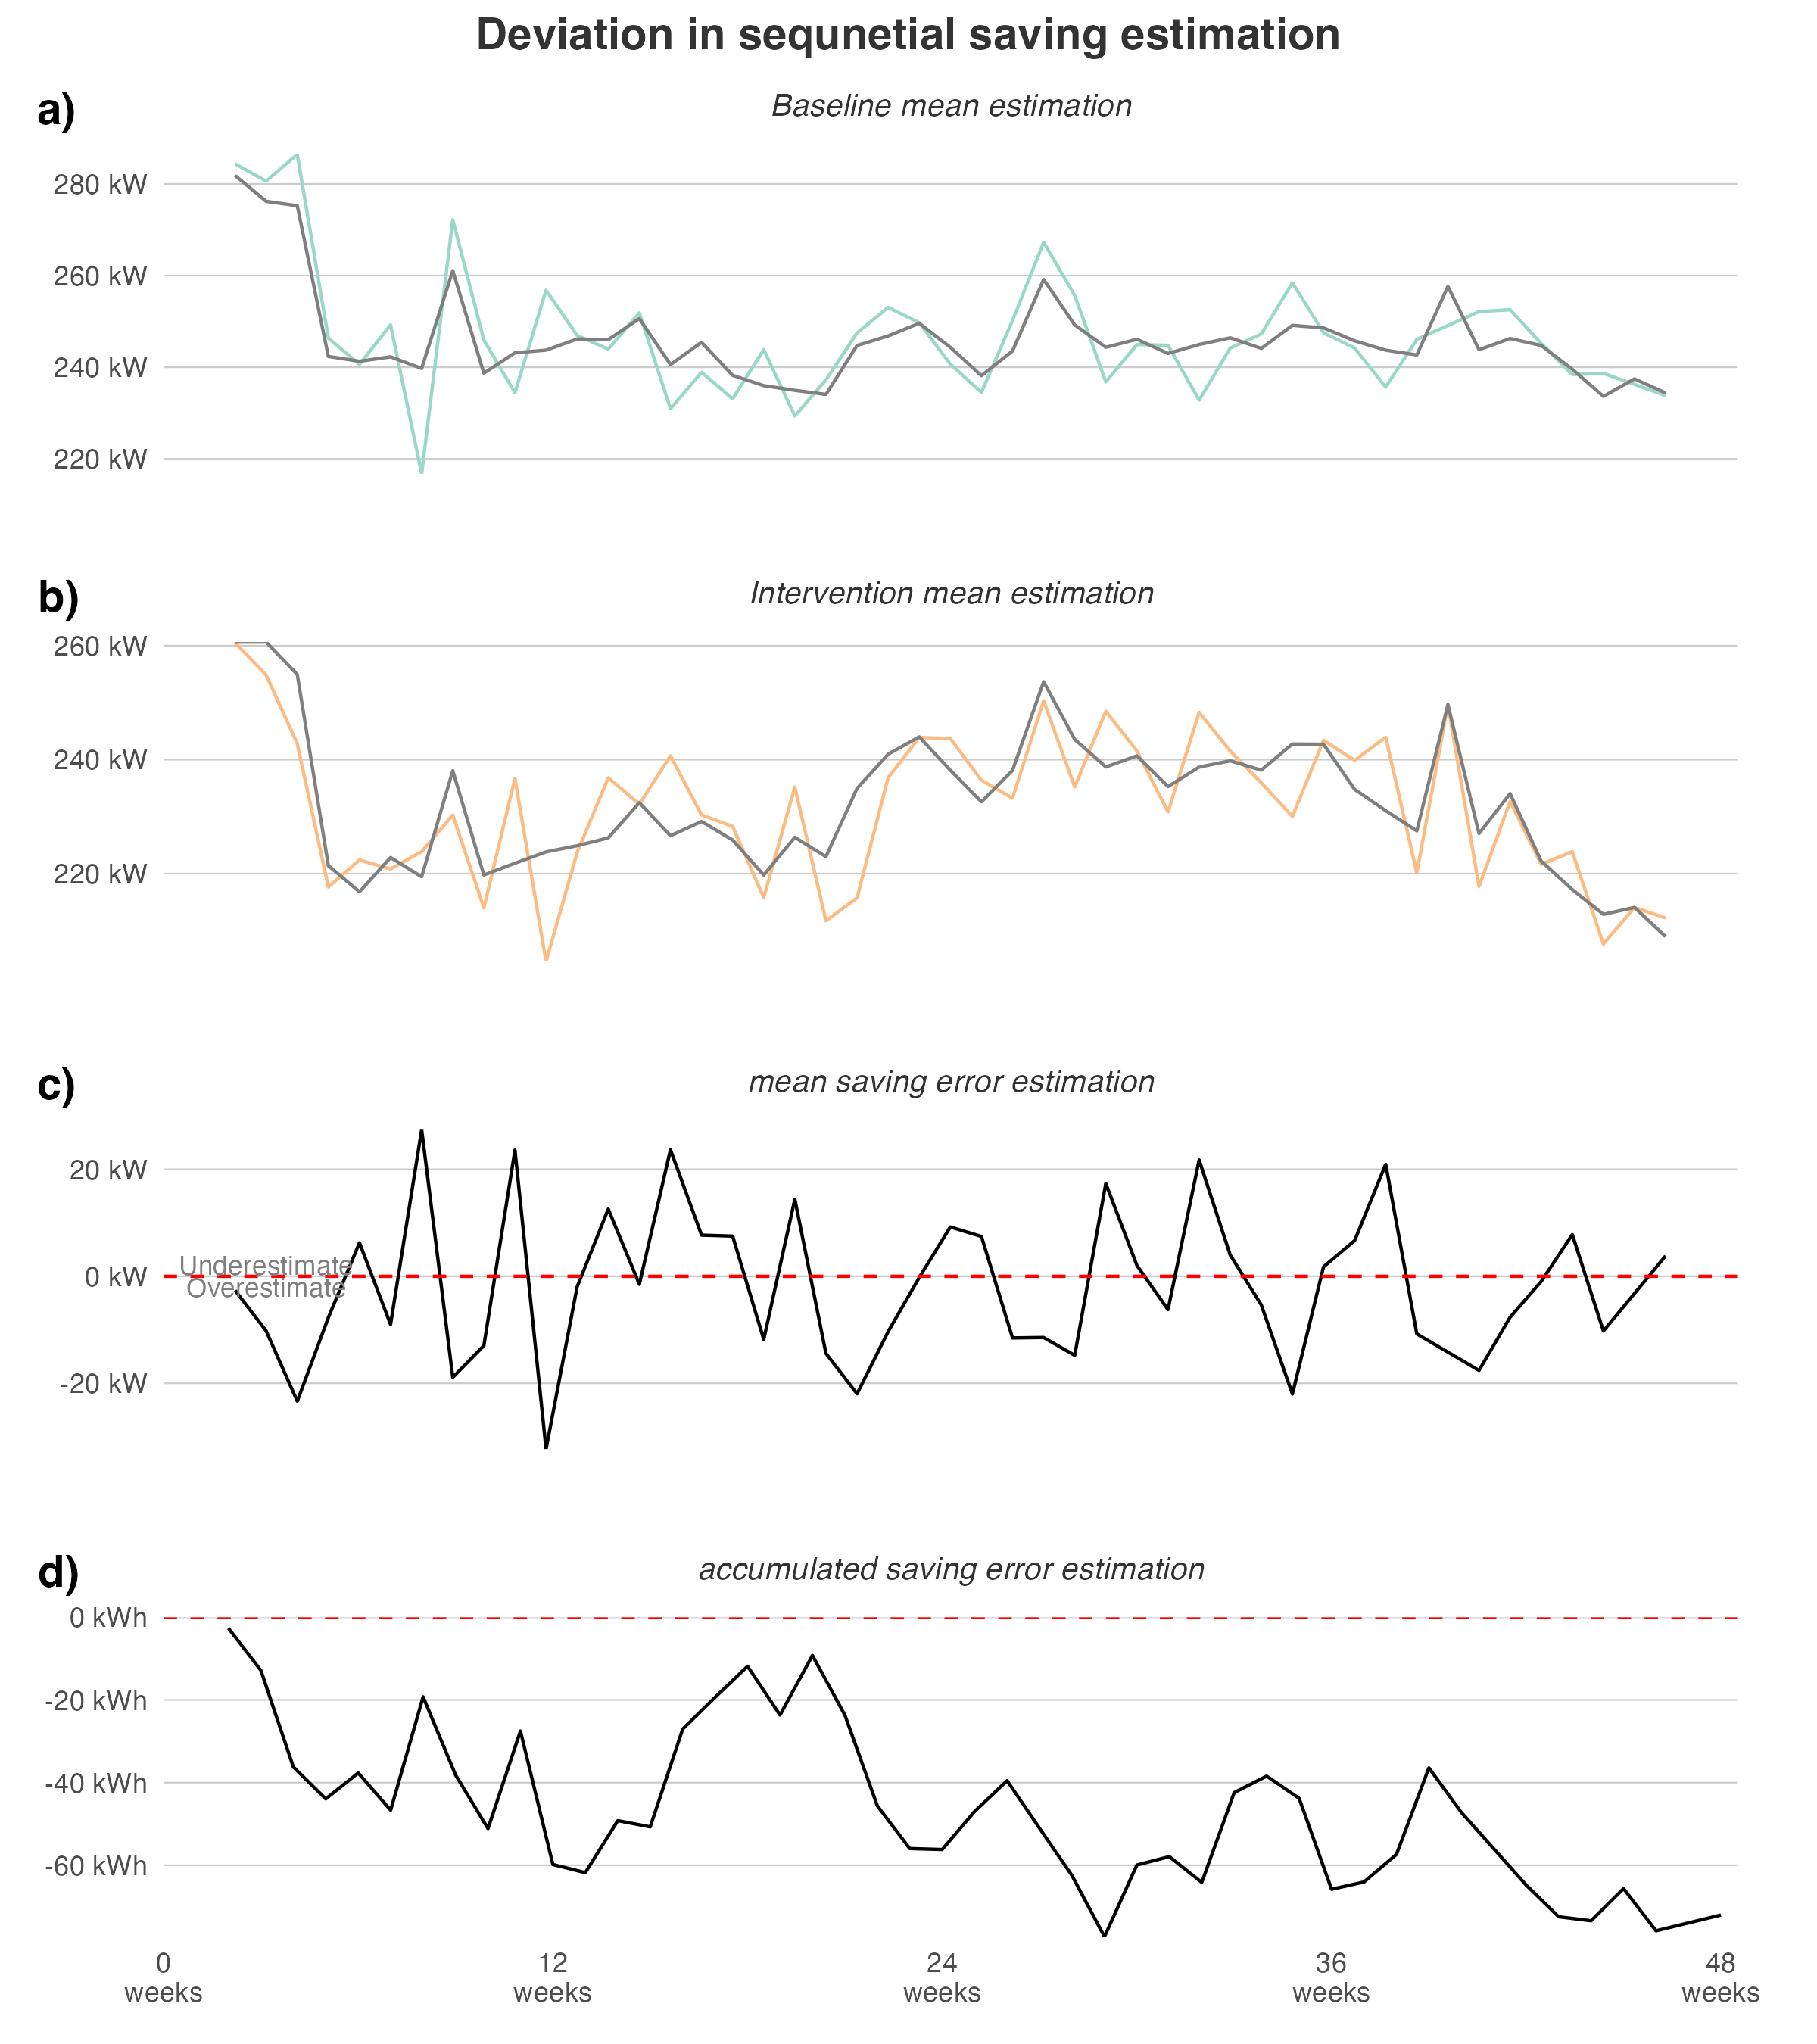 Deviation in sequnetial saving estimation
a)
Baseline mean estimation
280 kW
260 kW
240 kW
220 kW
b)
Intervention mean estimation
260 kW
240 kW
220 kW
c)
mean saving error estimation
20 kW
Underestimate
0 kW
Overestimate
-20 kW
d)
accumulated saving error estimation
0 kWh
-20 kWh
-40 kWh
-60 kWh
0 12 24 36 48
weeks weeks weeks weeks weeks